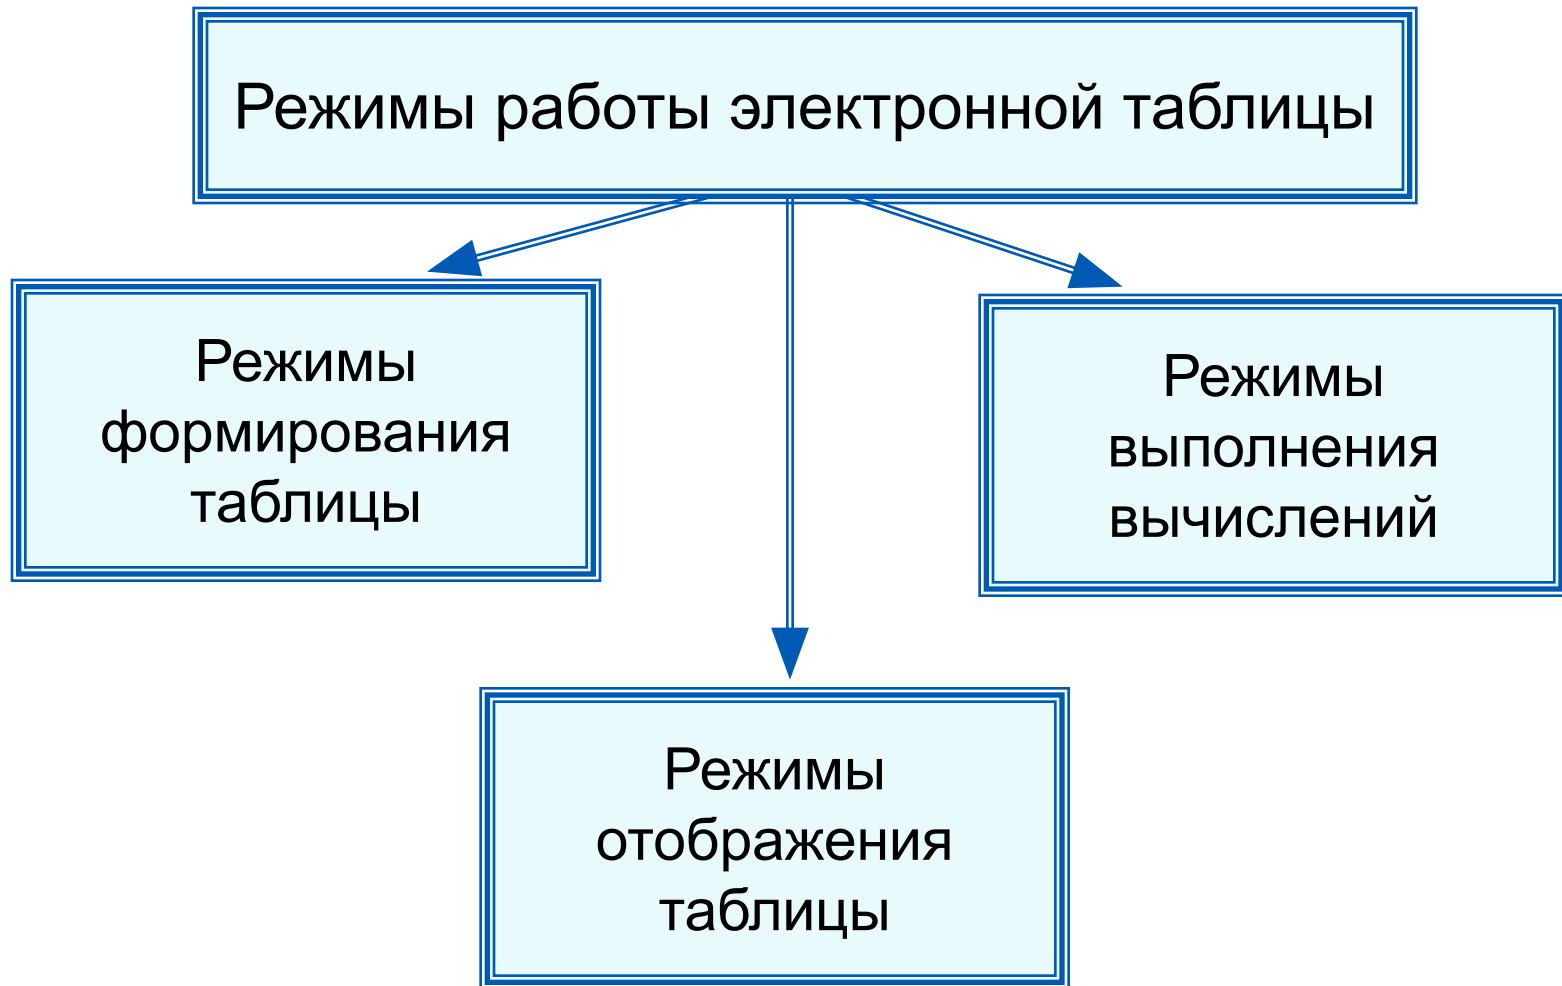 Режимы работы электронной таблицы
Режимы
формирования
таблицы
Режимы
выполнения
вычислений
Режимы
отображения
таблицы